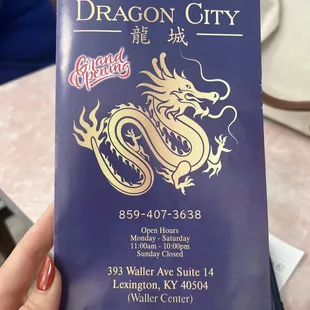 DRAGON CITY
龍 城
Grand
Opening
859-407-3638
Open Hours
Monday - Saturday
11:00am - 10:00pm
Sunday Closed
393 Waller Ave Suite 14
Lexington, KY 40504
(Waller Center)